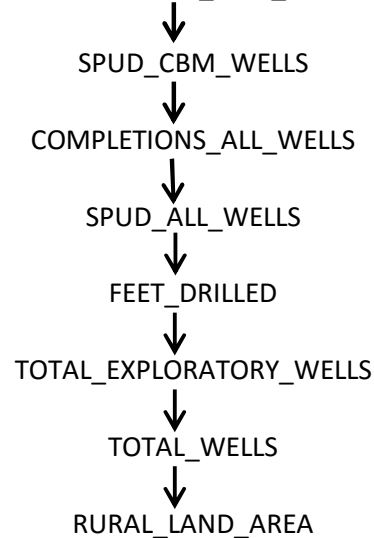 SPUD_CBM_WELLS
COMPLETIONS_ALL_WELLS
SPUD_ALL_WELLS
FEET_DRILLED
TOTAL_EXPLORATORY_WELLS
TOTAL_WELLS
RURAL_LAND_AREA